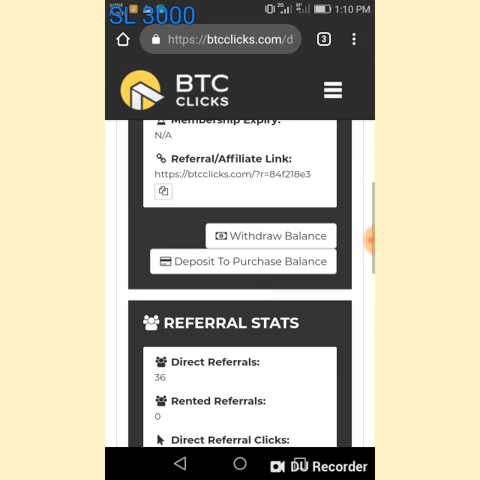 SL 3000
1:10 PM
https://btcclicks.com/d
3
BTC
CLICKS
Membership Expiry:
N/A
Referral/Affiliate Link:
https://btcclicks.com/?r=84f218e3
Withdraw Balance
Deposit To Purchase Balance
REFERRAL STATS
Direct Referrals:
36
Rented Referrals:
0
Direct Referral Clicks:
DU Recorder